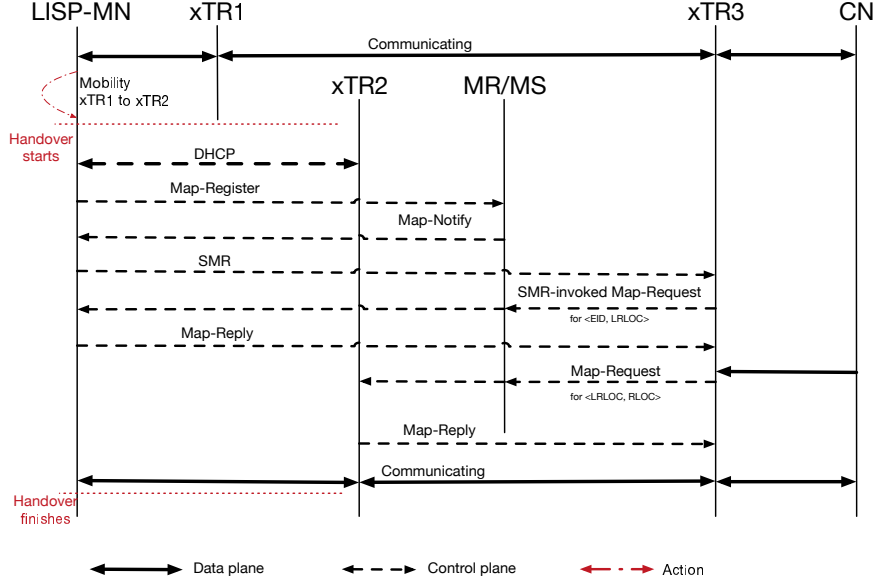 LISP-MN xTR1 xTR3 CN
Communicating
Mobility
xTR1 to xTR2
xTR2 MR/MS
Handover
starts
DHCP
Map-Register
Map-Notify
SMR
SMR-invoked Map-Request
for <EID, LRLOC>
Map-Reply
Map-Request
for <LRLOC, RLOC>
Map-Reply
Communicating
Handover
finishes
Data plane Control plane Action